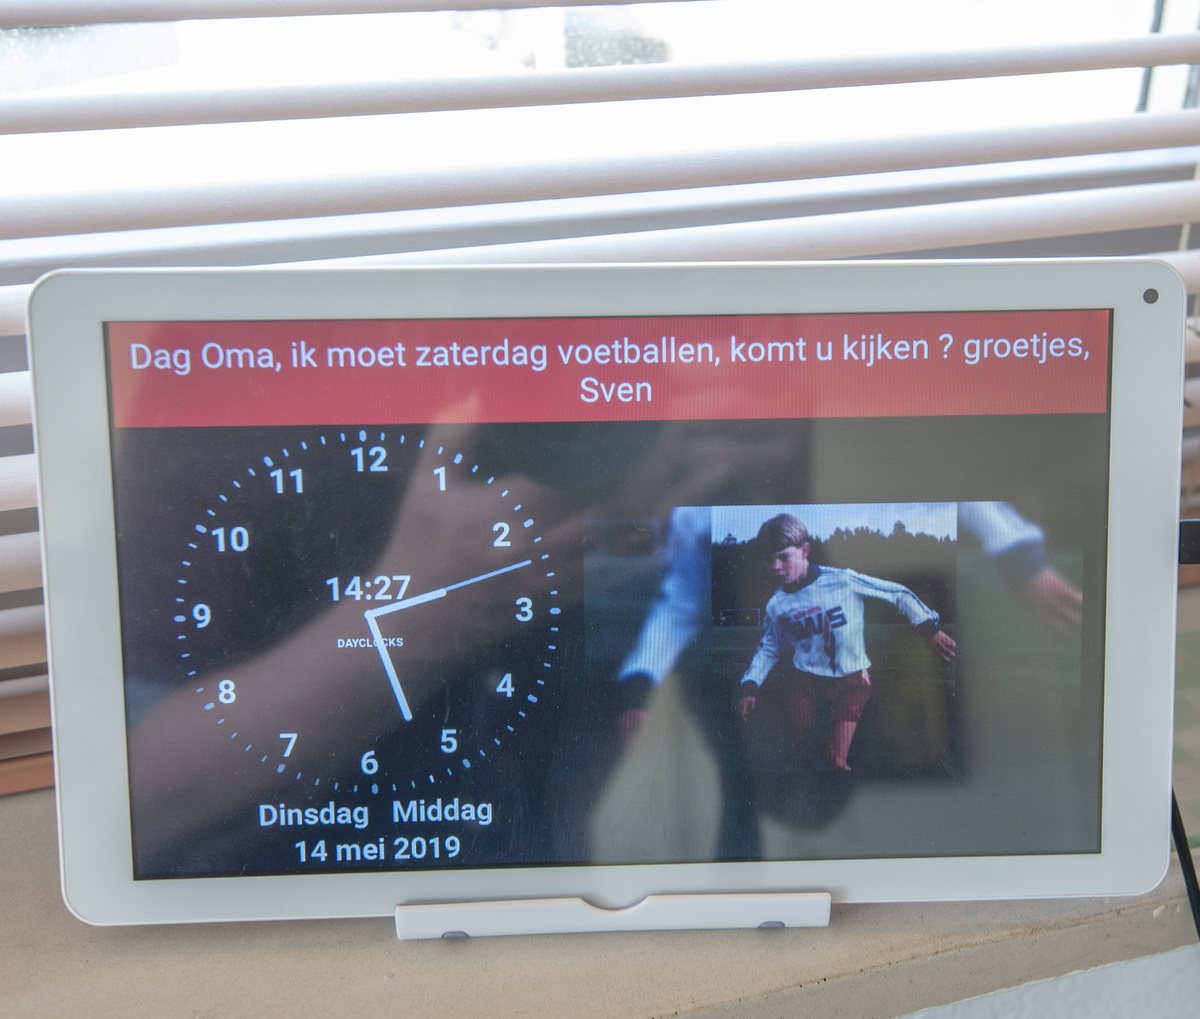 Dag Oma, ik moet zaterdag voetballen, komt u kijken ? groetjes,
Sven
12
11
1
10
2
14:27
9
3
DAYCLOCKS
8
4
7
5
6
Dinsdag Middag
14 mei 2019